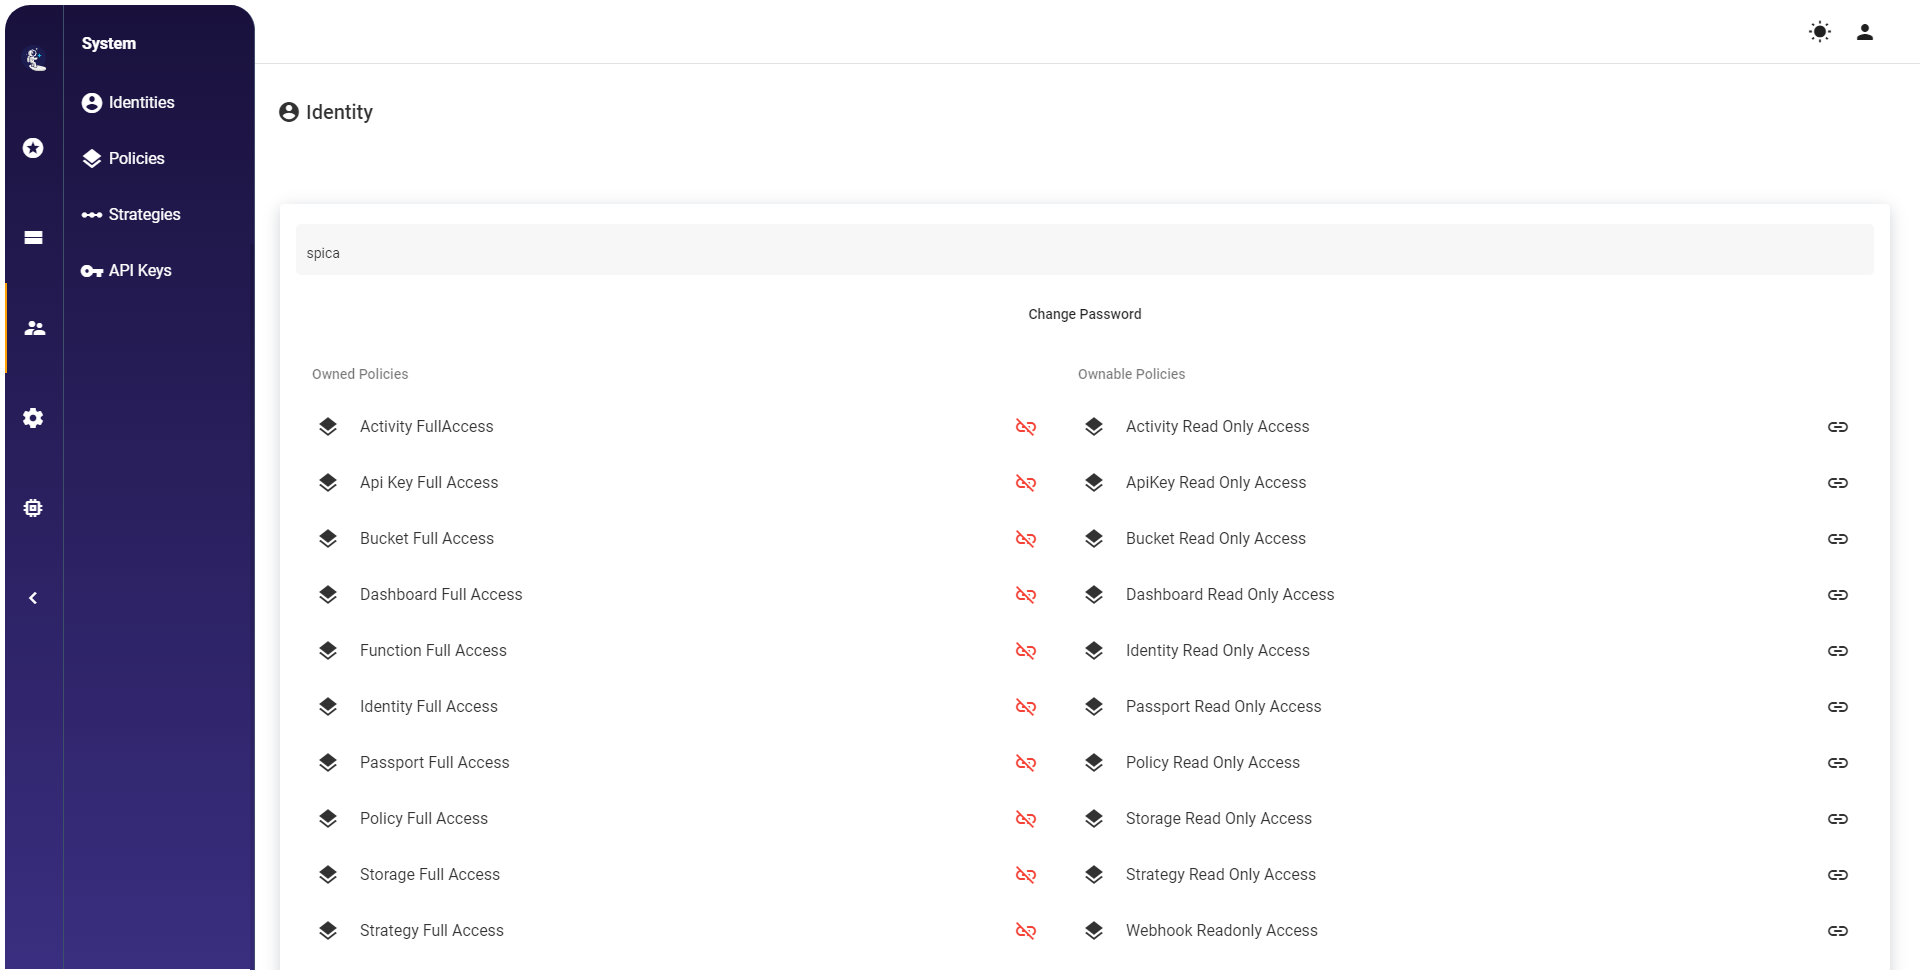 System
Identities
Policies
Strategies
API Keys
Identity
spica
Change Password
Owned Policies
Activity FullAccess
Api Key Full Access
Bucket Full Access
Dashboard Full Access
Function Full Access
Identity Full Access
Passport Full Access
Policy Full Access
Storage Full Access
Strategy Full Access
Ownable Policies
Activity Read Only Access
ApiKey Read Only Access
Bucket Read Only Access
Dashboard Read Only Access
Identity Read Only Access
Passport Read Only Access
Policy Read Only Access
Storage Read Only Access
Strategy Read Only Access
Webhook Readonly Access